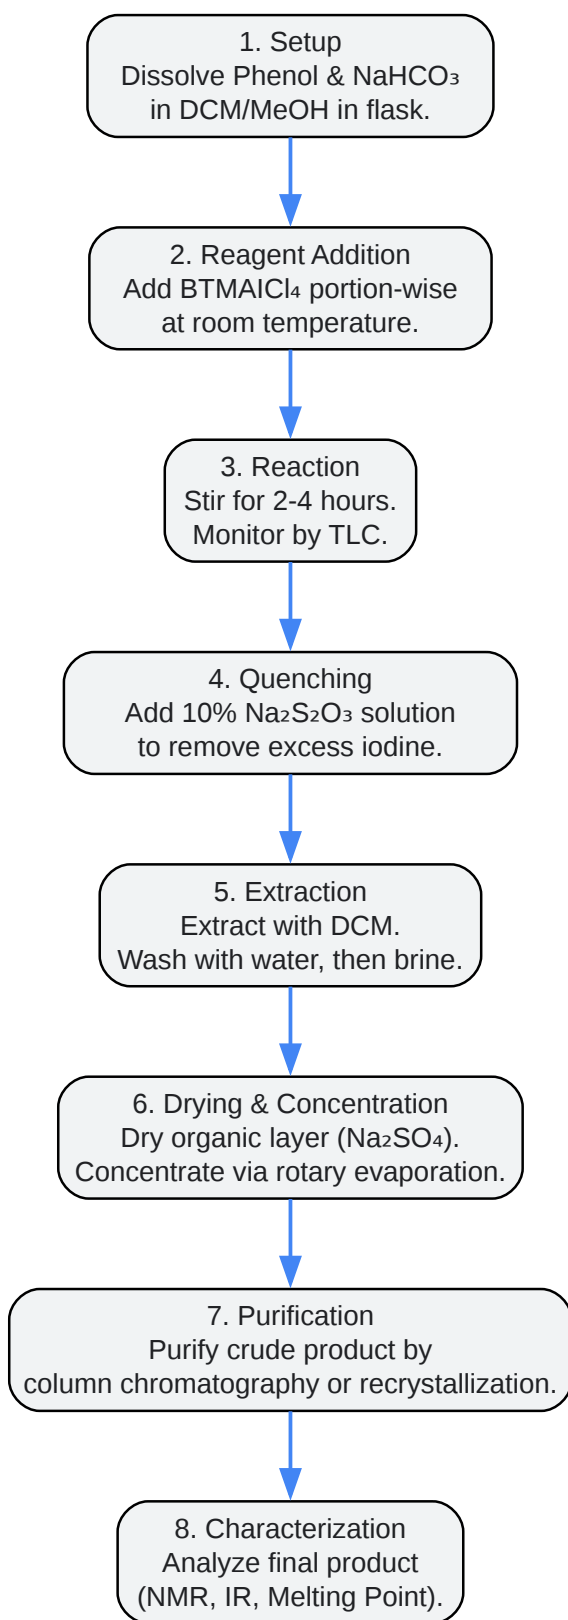 1. Setup
Dissolve Phenol & NaHCO₃
in DCM/MeOH in flask.
2. Reagent Addition
Add BTMAICl₄ portion-wise
at room temperature.
3. Reaction
Stir for 2-4 hours.
Monitor by TLC.
4. Quenching
Add 10% Na₂S₂O₃ solution
to remove excess iodine.
5. Extraction
Extract with DCM.
Wash with water, then brine.
6. Drying & Concentration
Dry organic layer (Na₂SO₄).
Concentrate via rotary evaporation.
7. Purification
Purify crude product by
column chromatography or recrystallization.
8. Characterization
Analyze final product
(NMR, IR, Melting Point).